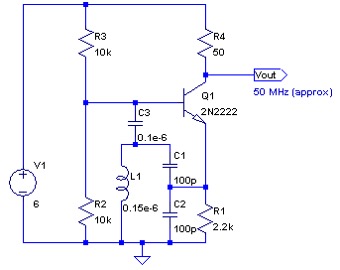 R3
10k
R4
50
Vout
50 MHz (approx)
Q1
2N2222
C3
0.1e-6
V1
6
L1
0.15e-6
C1
100p
R2
10k
C2
100p
R1
2.2k